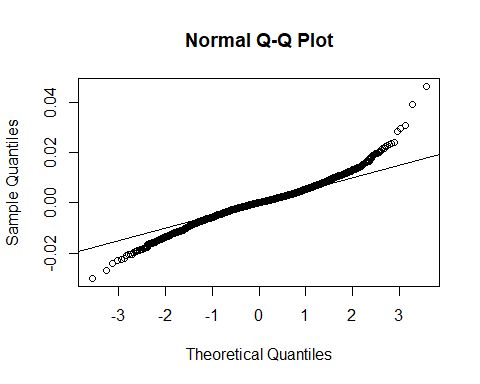 Normal Q-Q Plot
Sample Quantiles
0.04
0.02
0.00
-0.02
-3 -2 -1 0 1 2 3
Theoretical Quantiles